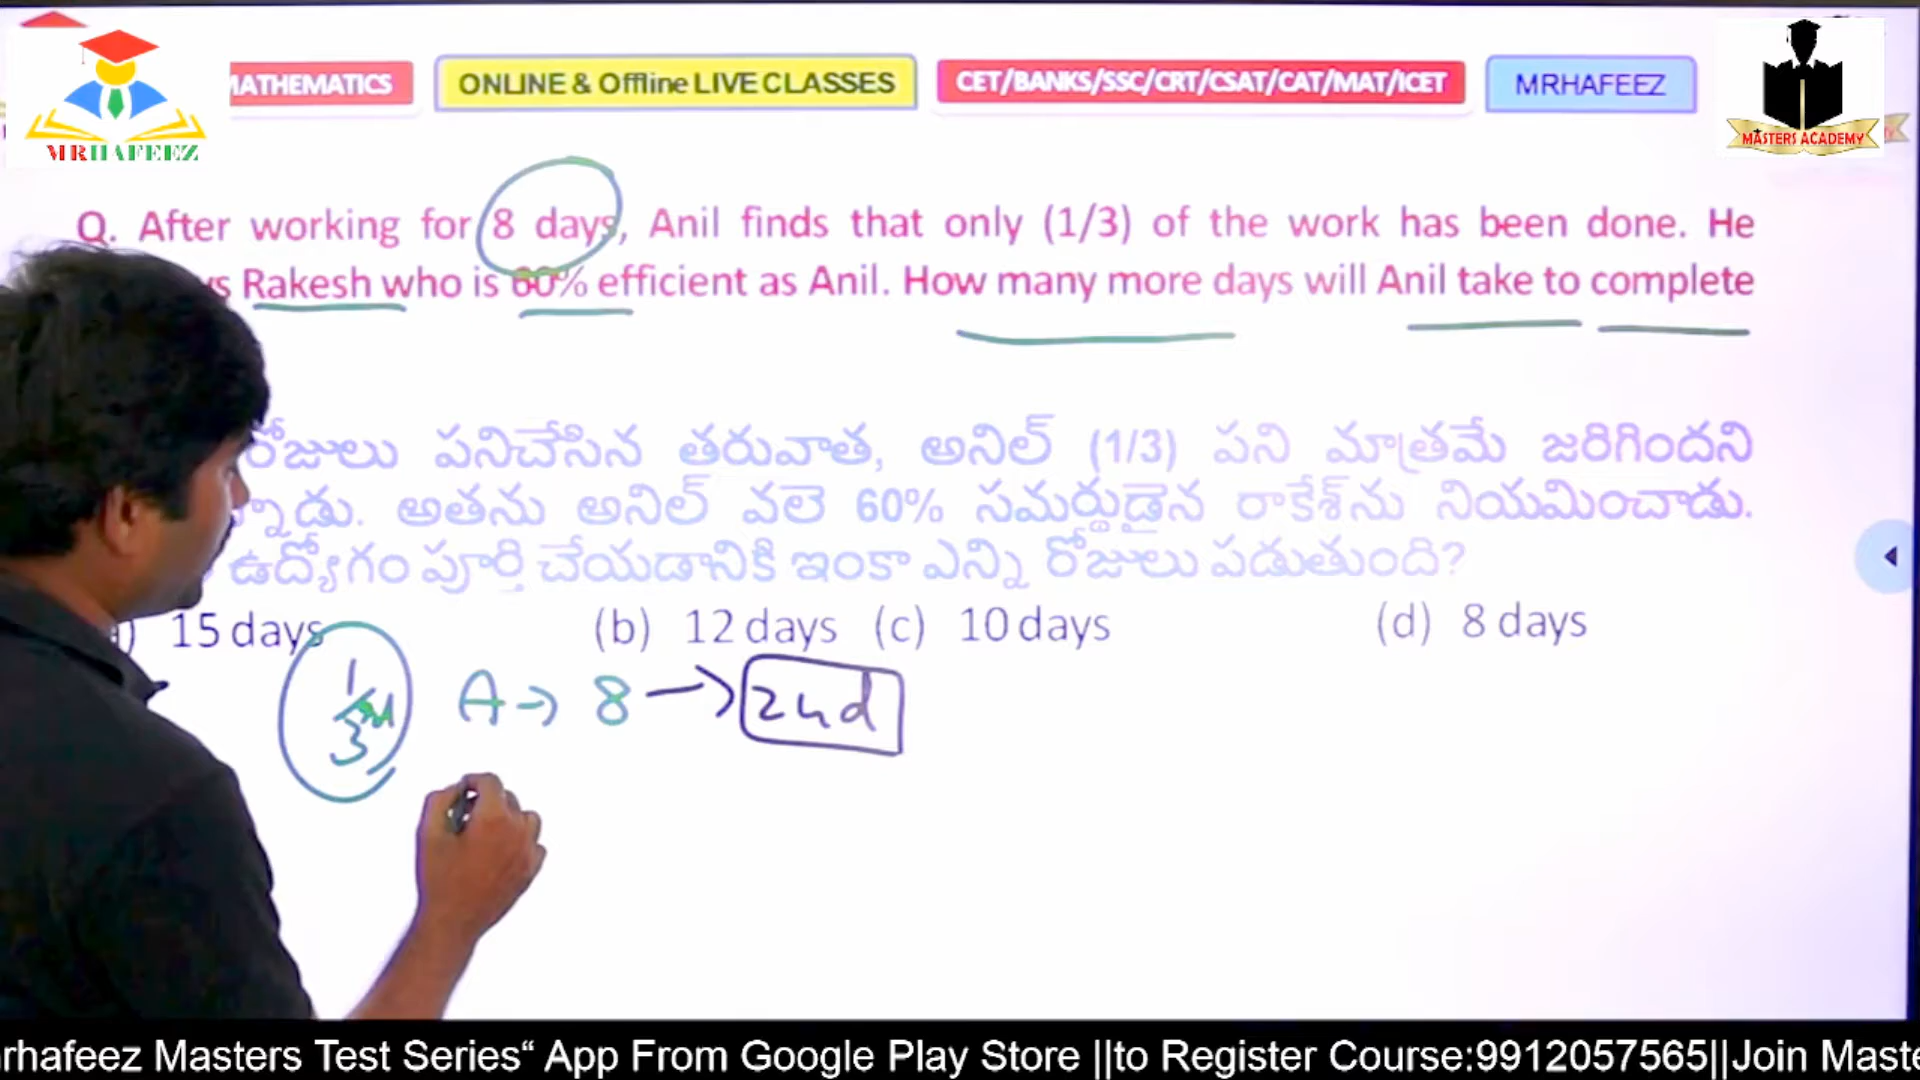 MATHEMATICS
ONLINE & Offline LIVE CLASSES
CET/BANKS/SSC/CRT/CSAT/CAT/MAT/ICET
MRHAFEEZ
MRHAFEEZ
MASTERS ACADEMY
Q. After working for 8 days, Anil finds that only (1/3) of the work has been done. He
Rakesh who is 60% efficient as Anil. How many more days will Anil take to complete
రోజులు పనిచేసిన తరువాత, అనిల్ (1/3) పని మాత్రమే జరిగిందని
అతను అనిల్ వలె 60% సమర్థుడైన రాకేశ్‌ను నియమించాడు.
ఉద్యోగం పూర్తి చేయడానికి ఇంకా ఎన్ని రోజులు పడుతుంది?
15 days (b) 12 days (c) 10 days (d) 8 days
1/3 rd A → 8 → 2nd
rhafeez Masters Test Series“ App From Google Play Store ||to Register Course:9912057565||Join Maste